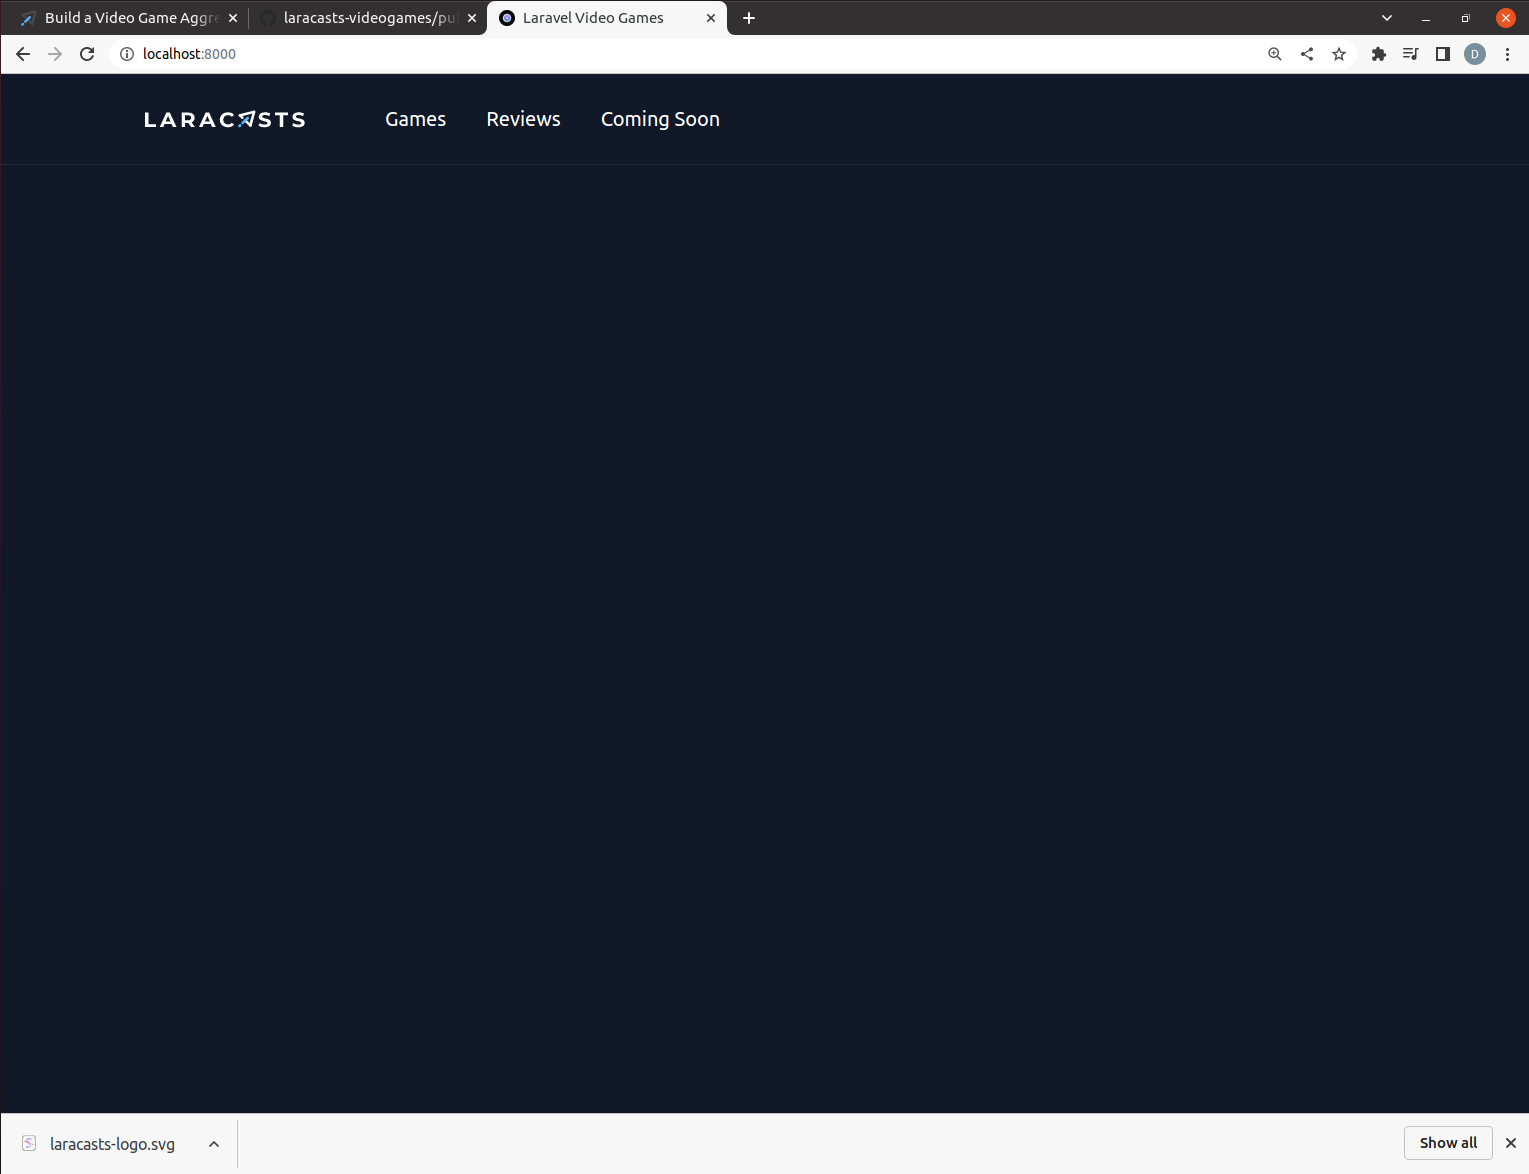 Build a Video Game Aggre
laracasts-videogames/pu
Laravel Video Games
localhost:8000
D
LARACASTS
Games
Reviews
Coming Soon
laracasts-logo.svg
Show all